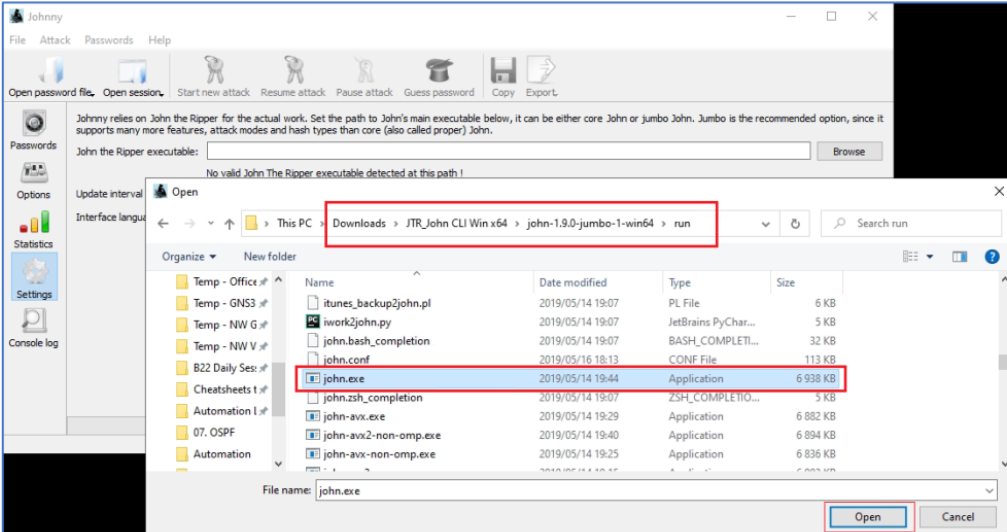 Johnny
File Attack Passwords Help
Open password file Open session Start new attack Resume attack Pause attack Guess password Copy Export
Johnny relies on John the Ripper for the actual work. Set the path to John's main executable below, it can be either core John or jumbo John. Jumbo is the recommended option, since it
supports many more features, attack modes and hash types than core (also called proper) John.
Passwords
John the Ripper executable: Browse
No valid John The Ripper executable detected at this path !
Options
Update interval
Interface langua
Statistics
Settings
Console log
Open
This PC > Downloads > JTR_John CLI Win x64 > john-1.9.0-jumbo-1-win64 > run
Search run
Organize New folder
Temp - Office
Temp - GNS3
Temp - NW G
Temp - NW V
B22 Daily Ses
Cheatsheets t
Automation l
07. OSPF
Automation
Name Date modified Type Size
itunes_backup2john.pl 2019/05/14 19:07 PL File 6 KB
iwork2john.py 2019/05/14 19:07 JetBrains PyChar... 5 KB
john.bash_completion 2019/05/14 19:07 BASH_COMPLETI... 32 KB
john.conf 2019/05/16 18:13 CONF File 113 KB
john.exe 2019/05/14 19:44 Application 6 938 KB
john.zsh_completion 2019/05/14 19:07 ZSH_COMPLETIO... 5 KB
john-avx.exe 2019/05/14 19:29 Application 6 882 KB
john-avx2-non-omp.exe 2019/05/14 19:40 Application 6 894 KB
john-avx-non-omp.exe 2019/05/14 19:25 Application 6 836 KB
File name: john.exe
Open Cancel